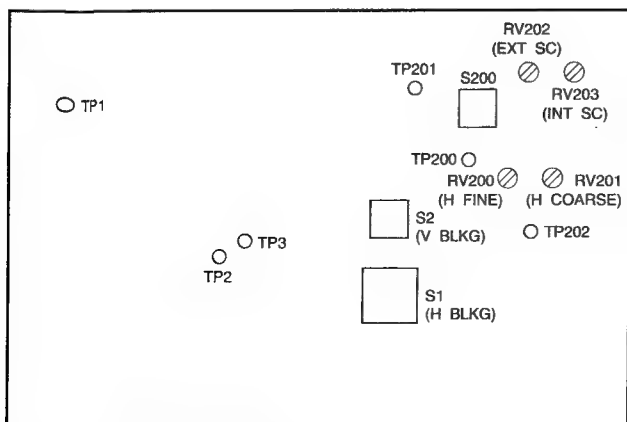 RV202
(EXT SC)
TP201
S200
RV203
(INT SC)
TP1
TP200
RV200
(H FINE)
RV201
(H COARSE)
S2
(V BLKG)
TP202
TP3
TP2
S1
(H BLKG)